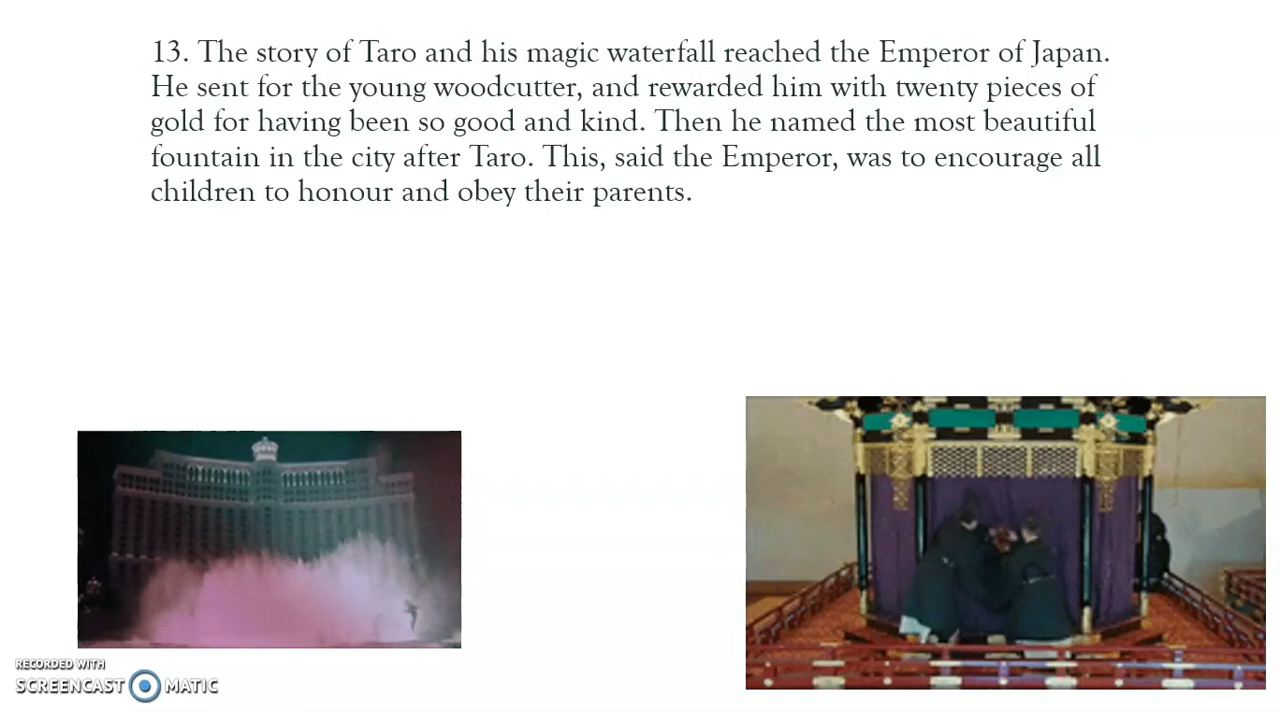 13. The story of Taro and his magic waterfall reached the Emperor of Japan.
He sent for the young woodcutter, and rewarded him with twenty pieces of
gold for having been so good and kind. Then he named the most beautiful
fountain in the city after Taro. This, said the Emperor, was to encourage all
children to honour and obey their parents.
RECORDED WITH
SCREENCAST MATIC